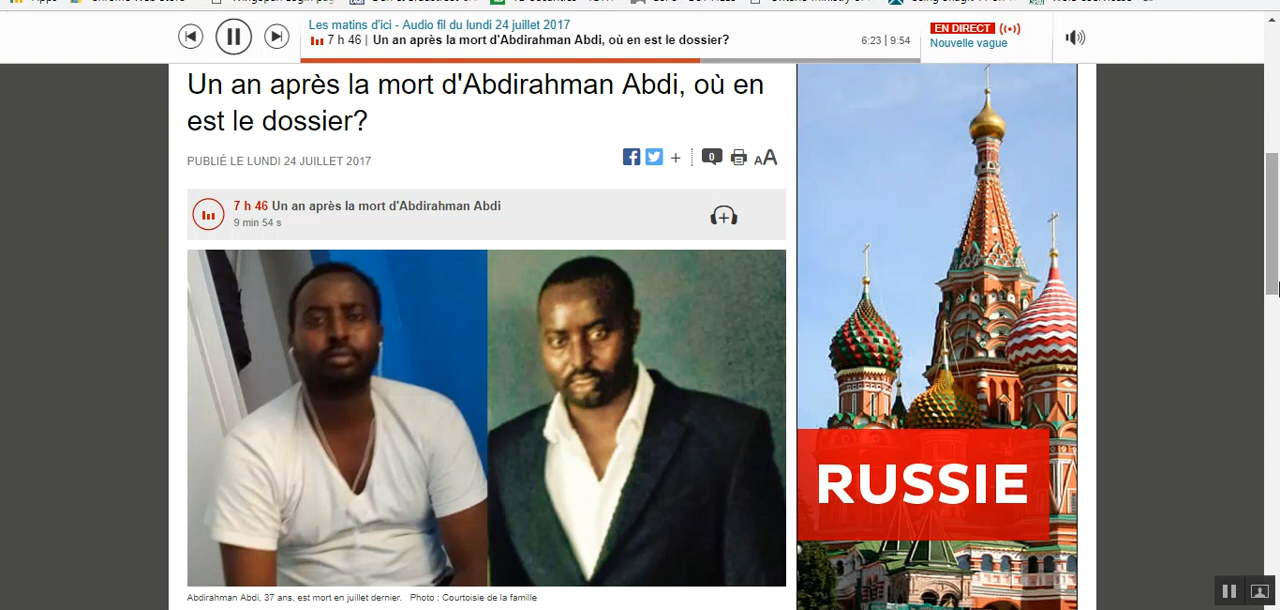 Les matins d'ici - Audio fil du lundi 24 juillet 2017
7 h 46 | Un an après la mort d'Abdirahman Abdi, où en est le dossier?
6:23 | 9:54
EN DIRECT
Nouvelle vague
Un an après la mort d'Abdirahman Abdi, où en
est le dossier?
PUBLIÉ LE LUNDI 24 JUILLET 2017
+
0
AA
7 h 46 Un an après la mort d'Abdirahman Abdi
9 min 54 s
RUSSIE
Abdirahman Abdi, 37 ans, est mort en juillet dernier. Photo : Courtoisie de la famille